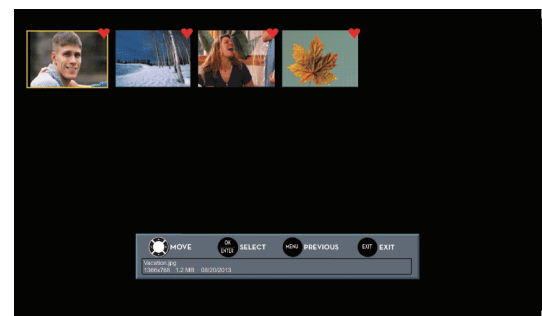 MOVE OK ENTER SELECT MENU PREVIOUS EXIT EXIT
Vacation.jpg
1366x768 1.2 MB 08/20/2013